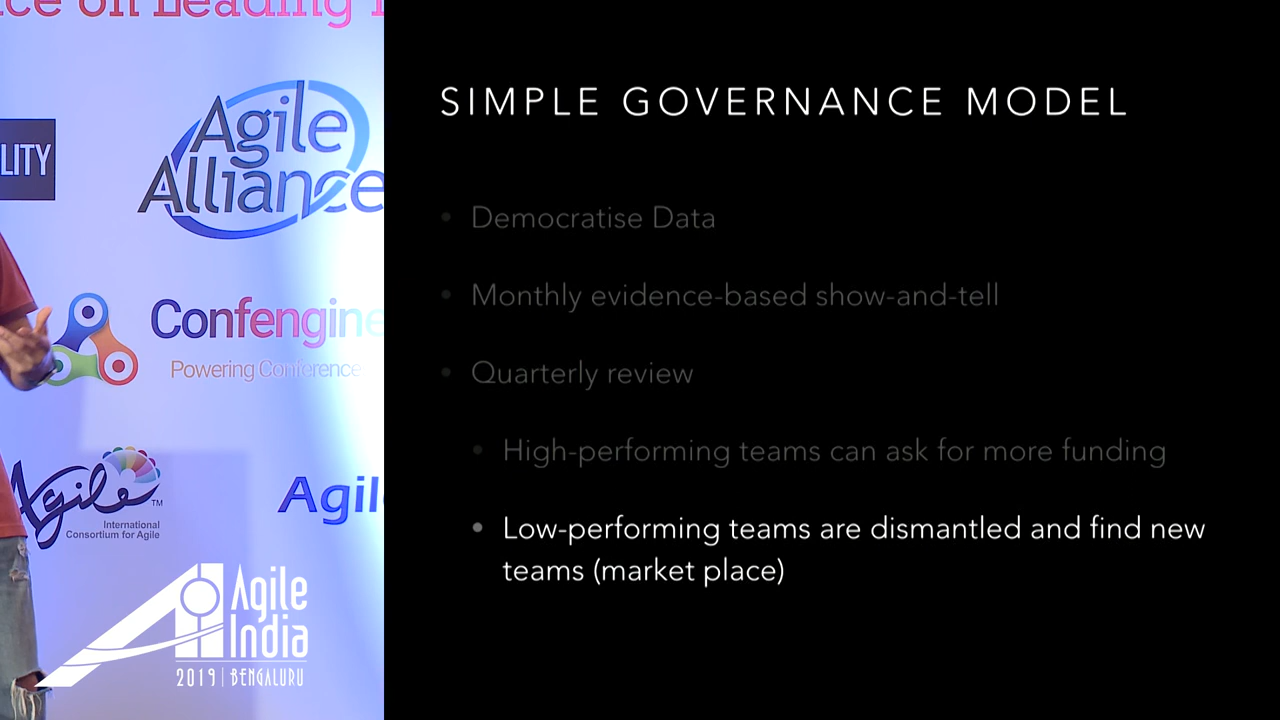 ce on Leading
LITY
Agile
Alliance
Confengine
Powering Conference
Agile
TM
International
Consortium for Agile
Agil
Agile
India
2019 | BENGALURU
SIMPLE GOVERNANCE MODEL
• Democratise Data
• Monthly evidence-based show-and-tell
• Quarterly review
• High-performing teams can ask for more funding
• Low-performing teams are dismantled and find new
teams (market place)